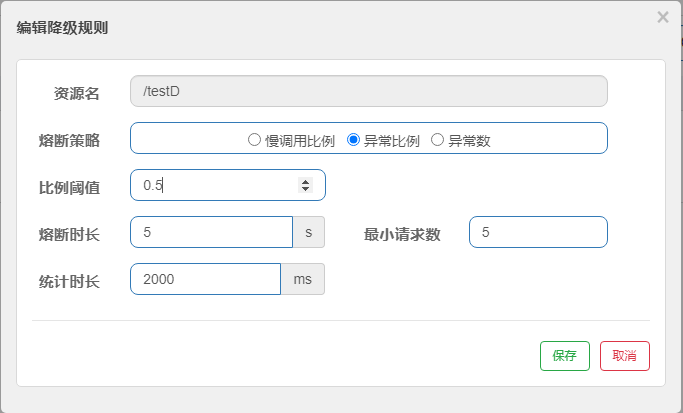 编辑降级规则 ×
资源名 /testD
熔断策略 慢调用比例 异常比例 异常数
比例阈值 0.5
熔断时长 5 s 最小请求数 5
统计时长 2000 ms
保存 取消